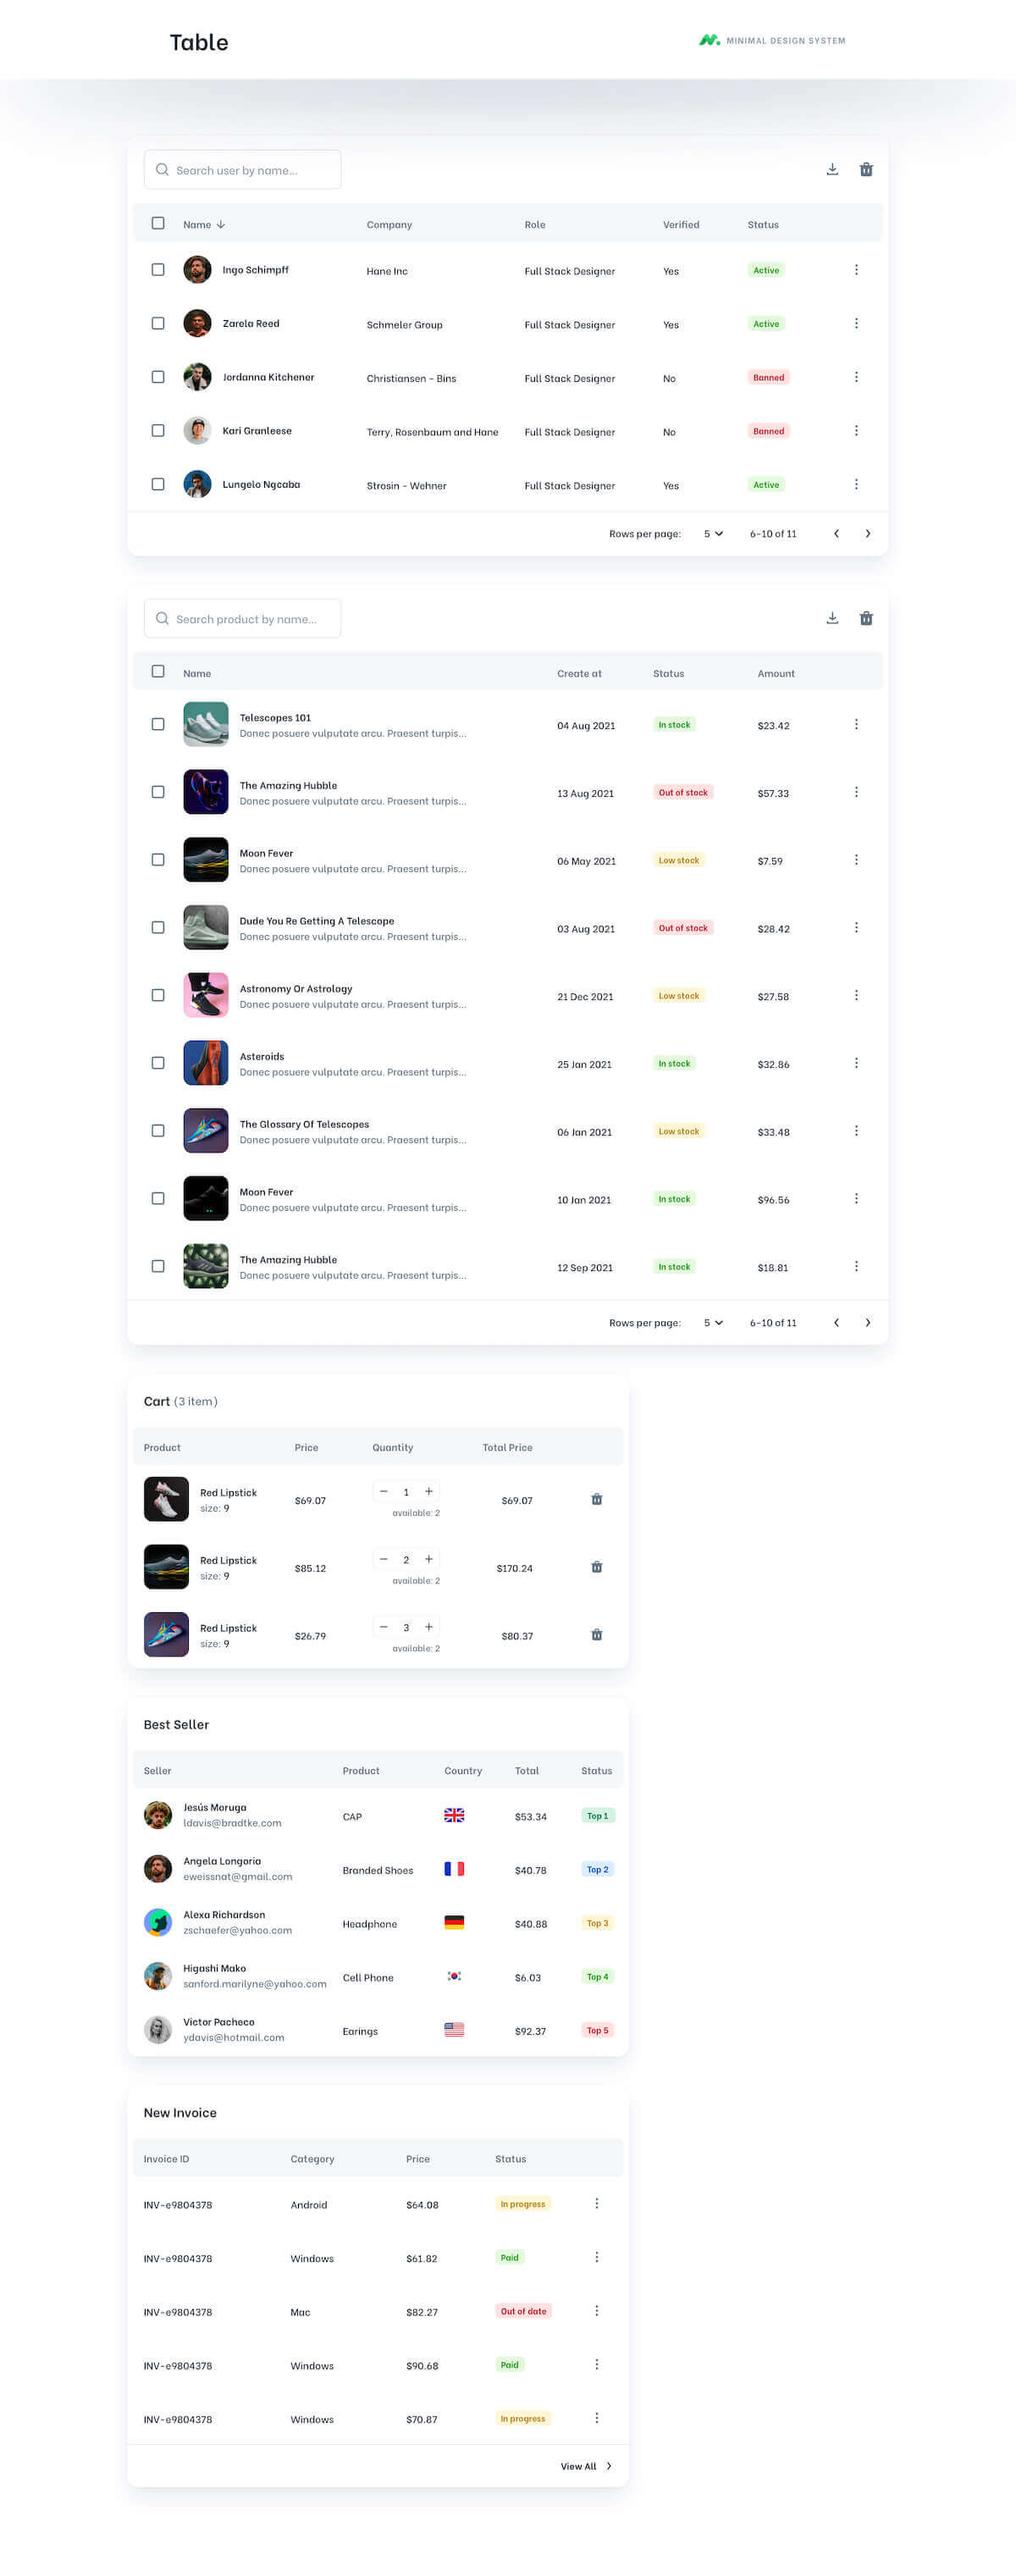 Table
MINIMAL DESIGN SYSTEM
Search user by name...
Name Company Role Verified Status
Ingo Schimpff Hane Inc Full Stack Designer Yes Active
Zarela Reed Schmeler Group Full Stack Designer Yes Active
Jordanna Kitchener Christiansen - Bins Full Stack Designer No Banned
Kari Granleese Terry, Rosenbaum and Hane Full Stack Designer No Banned
Lungelo Ngcaba Strosin - Wehner Full Stack Designer Yes Active
Rows per page: 5 6-10 of 11
Search product by name...
Name Create at Status Amount
Telescopes 101
Donec posuere vulputate arcu. Praesent turpis...
04 Aug 2021 In stock $23.42
The Amazing Hubble
Donec posuere vulputate arcu. Praesent turpis...
13 Aug 2021 Out of stock $57.33
Moon Fever
Donec posuere vulputate arcu. Praesent turpis...
06 May 2021 Low stock $7.59
Dude You Re Getting A Telescope
Donec posuere vulputate arcu. Praesent turpis...
03 Aug 2021 Out of stock $28.42
Astronomy Or Astrology
Donec posuere vulputate arcu. Praesent turpis...
21 Dec 2021 Low stock $27.58
Asteroids
Donec posuere vulputate arcu. Praesent turpis...
25 Jan 2021 In stock $32.86
The Glossary Of Telescopes
Donec posuere vulputate arcu. Praesent turpis...
06 Jan 2021 Low stock $33.48
Moon Fever
Donec posuere vulputate arcu. Praesent turpis...
10 Jan 2021 In stock $96.56
The Amazing Hubble
Donec posuere vulputate arcu. Praesent turpis...
12 Sep 2021 In stock $18.81
Rows per page: 5 6-10 of 11
Cart (3 item)
Product Price Quantity Total Price
Red Lipstick
size: 9
$69.07 − 1 + $69.07
available: 2
Red Lipstick
size: 9
$85.12 − 2 + $170.24
available: 2
Red Lipstick
size: 9
$26.79 − 3 + $80.37
available: 2
Best Seller
Seller Product Country Total Status
Jesús Moruga
ldavis@bradtke.com
CAP $53.34 Top 1
Angela Longoria
eweissnat@gmail.com
Branded Shoes $40.78 Top 2
Alexa Richardson
zschaefer@yahoo.com
Headphone $40.88 Top 3
Higashi Mako
sanford.marilyne@yahoo.com
Cell Phone $6.03 Top 4
Victor Pacheco
ydavis@hotmail.com
Earings $92.37 Top 5
New Invoice
Invoice ID Category Price Status
INV-e9804378 Android $64.08 In progress
INV-e9804378 Windows $61.82 Paid
INV-e9804378 Mac $82.27 Out of date
INV-e9804378 Windows $90.68 Paid
INV-e9804378 Windows $70.87 In progress
View All